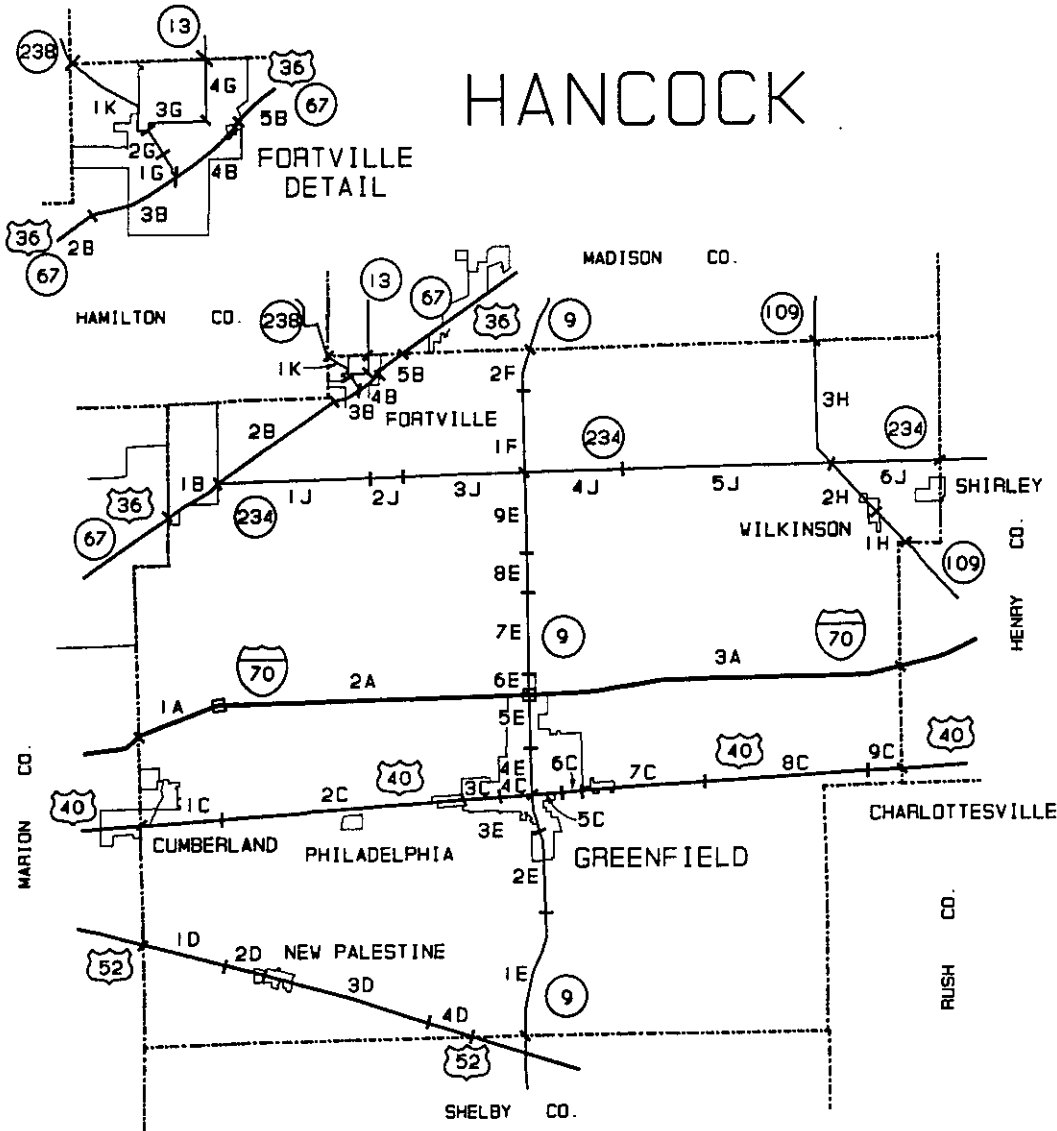 HANCOCK
238
13
36
67
1K
3G
4G
5B
2G
1G
4B
FORTVILLE
DETAIL
3B
2B
36
67
MADISON CO.
HAMILTON CO.
238
13
67
36
9
109
1K
5B
2F
4B
3B
FORTVILLE
3H
2B
1F
234
234
1B
1J
2J
3J
4J
5J
6J
36
234
9E
2H
SHIRLEY
67
WILKINSON
1H
109
HENRY CO.
8E
7E
9
70
70
3A
2A
6E
1A
5E
MARION CO.
40
4E
6C
40
9C
40
3C
4C
7C
8C
40
1C
2C
3E
5C
CHARLOTTESVILLE
CUMBERLAND
PHILADELPHIA
GREENFIELD
2E
RUSH CO.
1D
52
2D
NEW PALESTINE
3D
1E
9
4D
52
SHELBY CO.